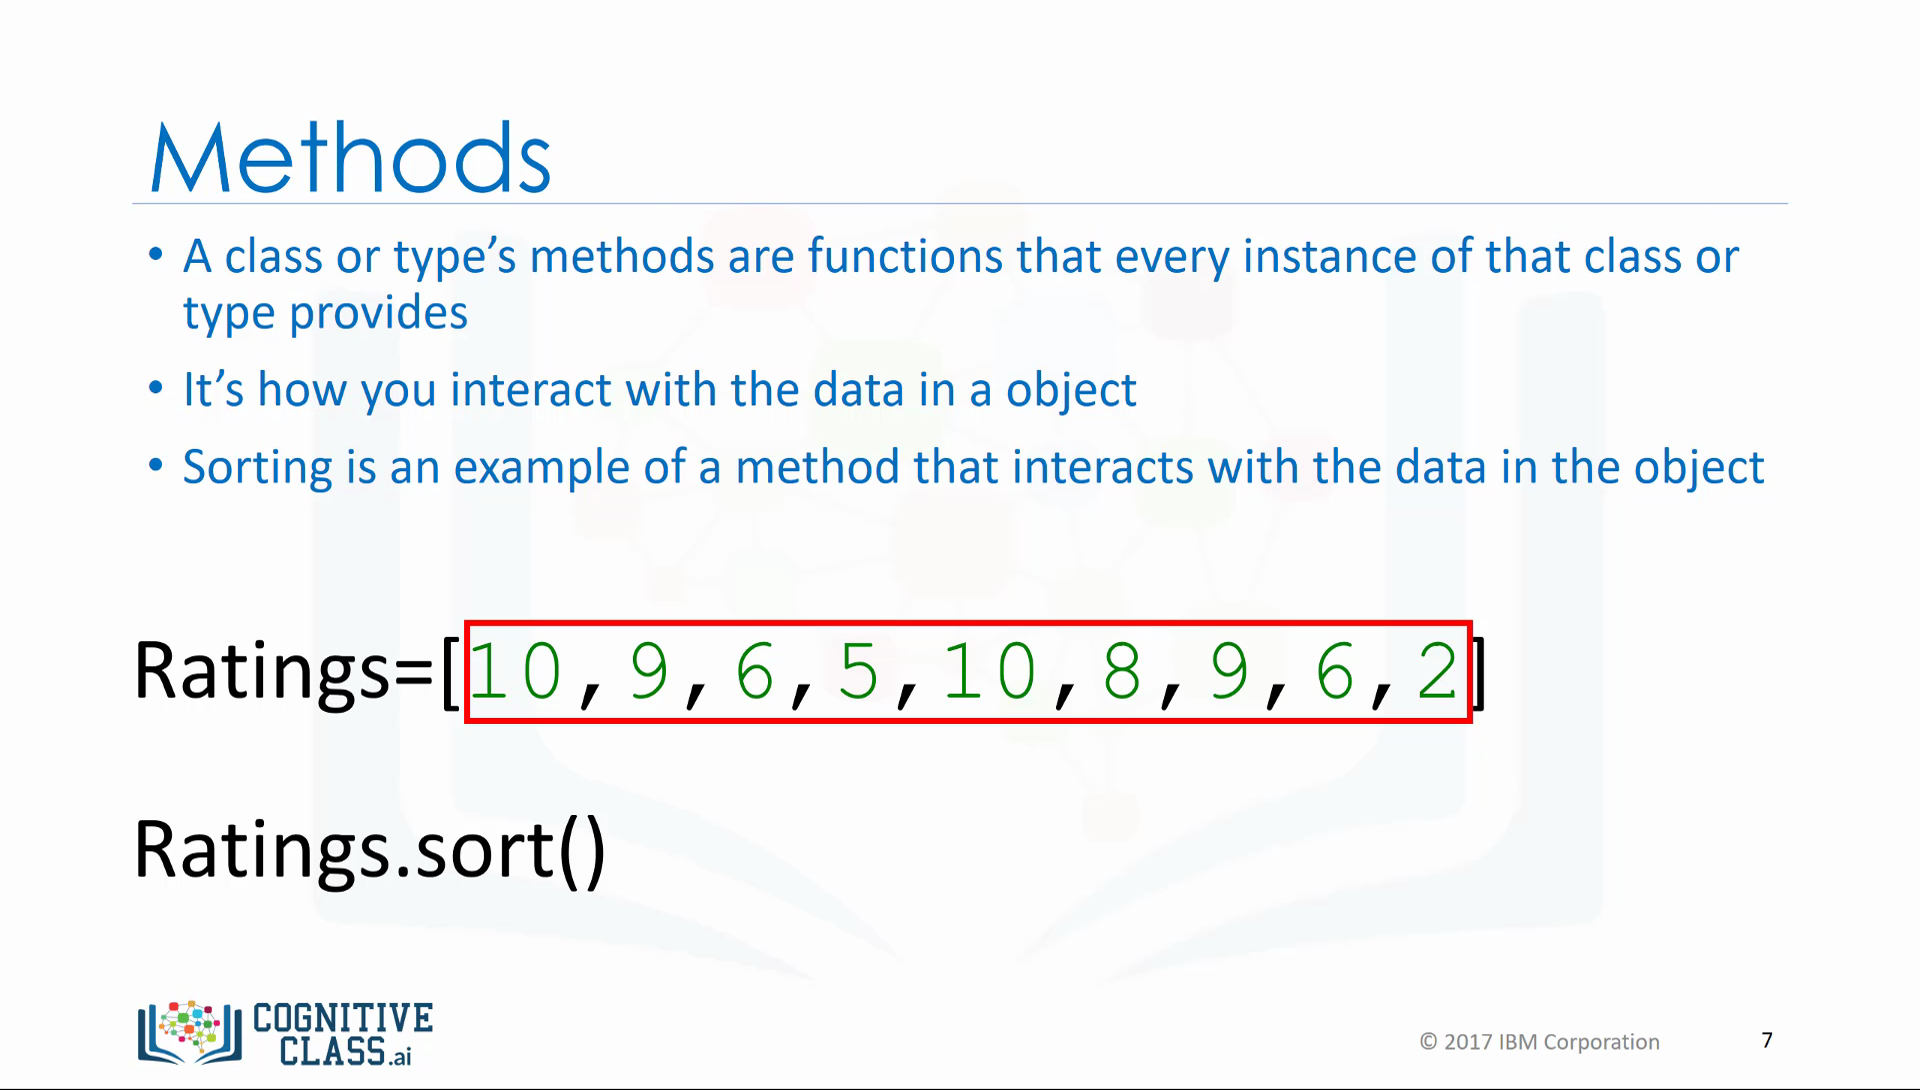 Methods
• A class or type’s methods are functions that every instance of that class or
type provides
• It’s how you interact with the data in a object
• Sorting is an example of a method that interacts with the data in the object
Ratings=[10,9,6,5,10,8,9,6,2]
Ratings.sort()
COGNITIVE
CLASS.ai
© 2017 IBM Corporation 7